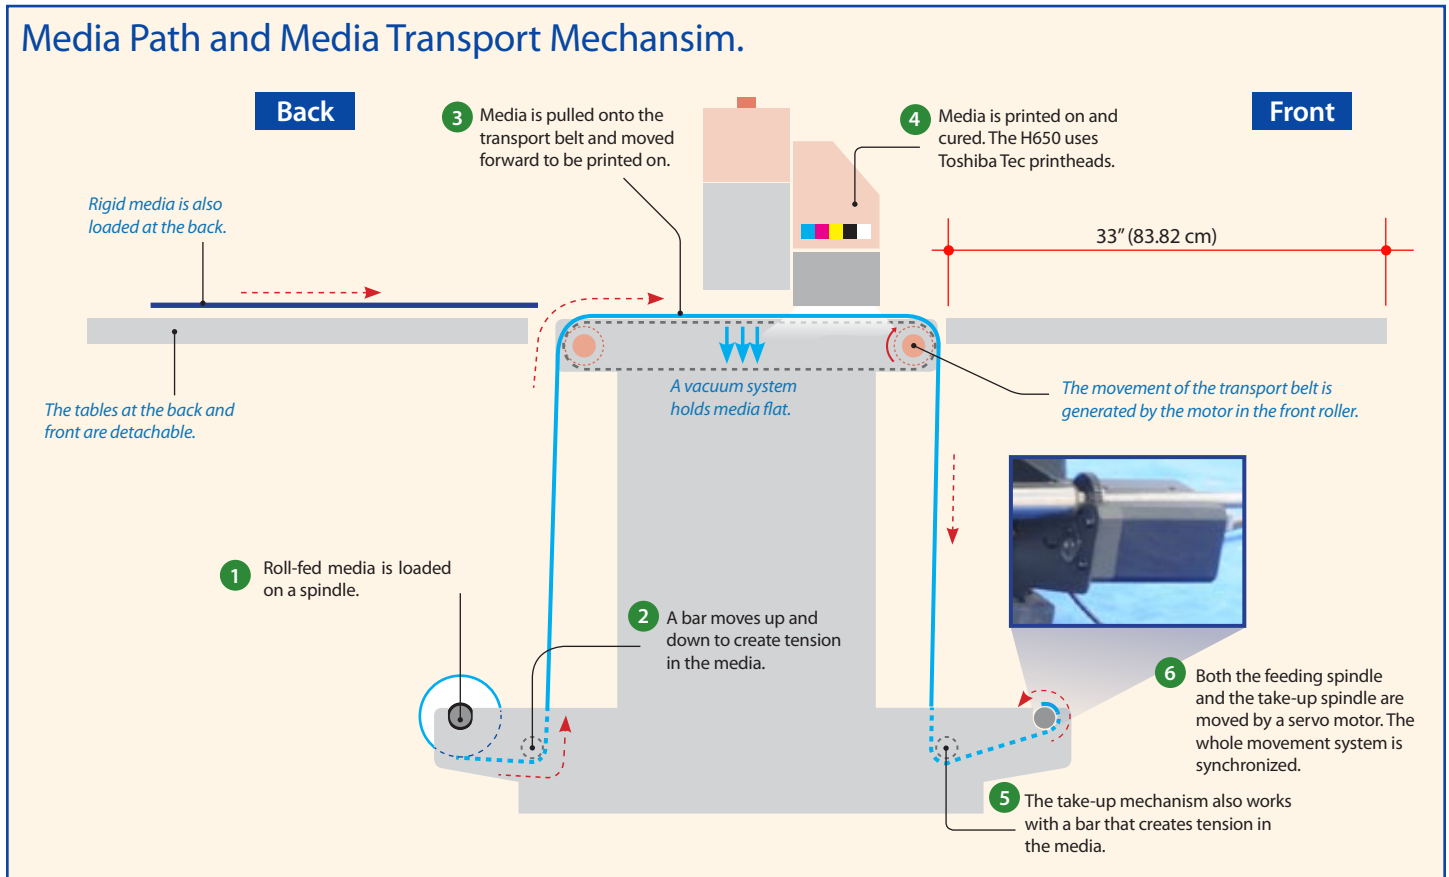 Media Path and Media Transport Mechansim.
Back
Front
3
Media is pulled onto the
transport belt and moved
forward to be printed on.
4
Media is printed on and
cured. The H650 uses
Toshiba Tec printheads.
Rigid media is also
loaded at the back.
33” (83.82 cm)
The tables at the back and
front are detachable.
A vacuum system
holds media flat.
The movement of the transport belt is
generated by the motor in the front roller.
1
Roll-fed media is loaded
on a spindle.
2
A bar moves up and
down to create tension
in the media.
6
Both the feeding spindle
and the take-up spindle are
moved by a servo motor. The
whole movement system is
synchronized.
5
The take-up mechanism also works
with a bar that creates tension in
the media.